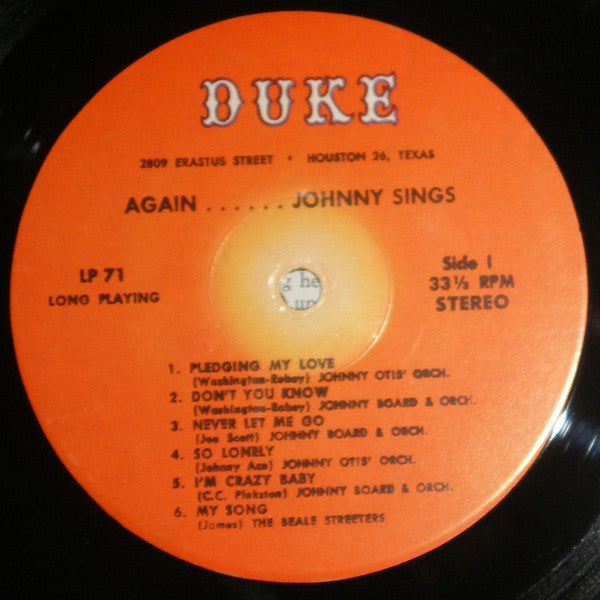 DUKE
2809 ERASTUS STREET • HOUSTON 26, TEXAS
AGAIN ...... JOHNNY SINGS
LP 71
LONG PLAYING
Side 1
33⅓ RPM
STEREO
g he
un
1. PLEDGING MY LOVE
(Washington-Robey) JOHNNY OTIS' ORCH.
2. DON'T YOU KNOW
(Washington-Robey) JOHNNY BOARD & ORCH.
3. NEVER LET ME GO
(Joe Scott) JOHNNY BOARD & ORCH.
4. SO LONELY
(Johnny Ace) JOHNNY OTIS' ORCH.
5. I'M CRAZY BABY
(C.C. Pinkston) JOHNNY BOARD & ORCH.
6. MY SONG
(James) THE BEALE STREETERS